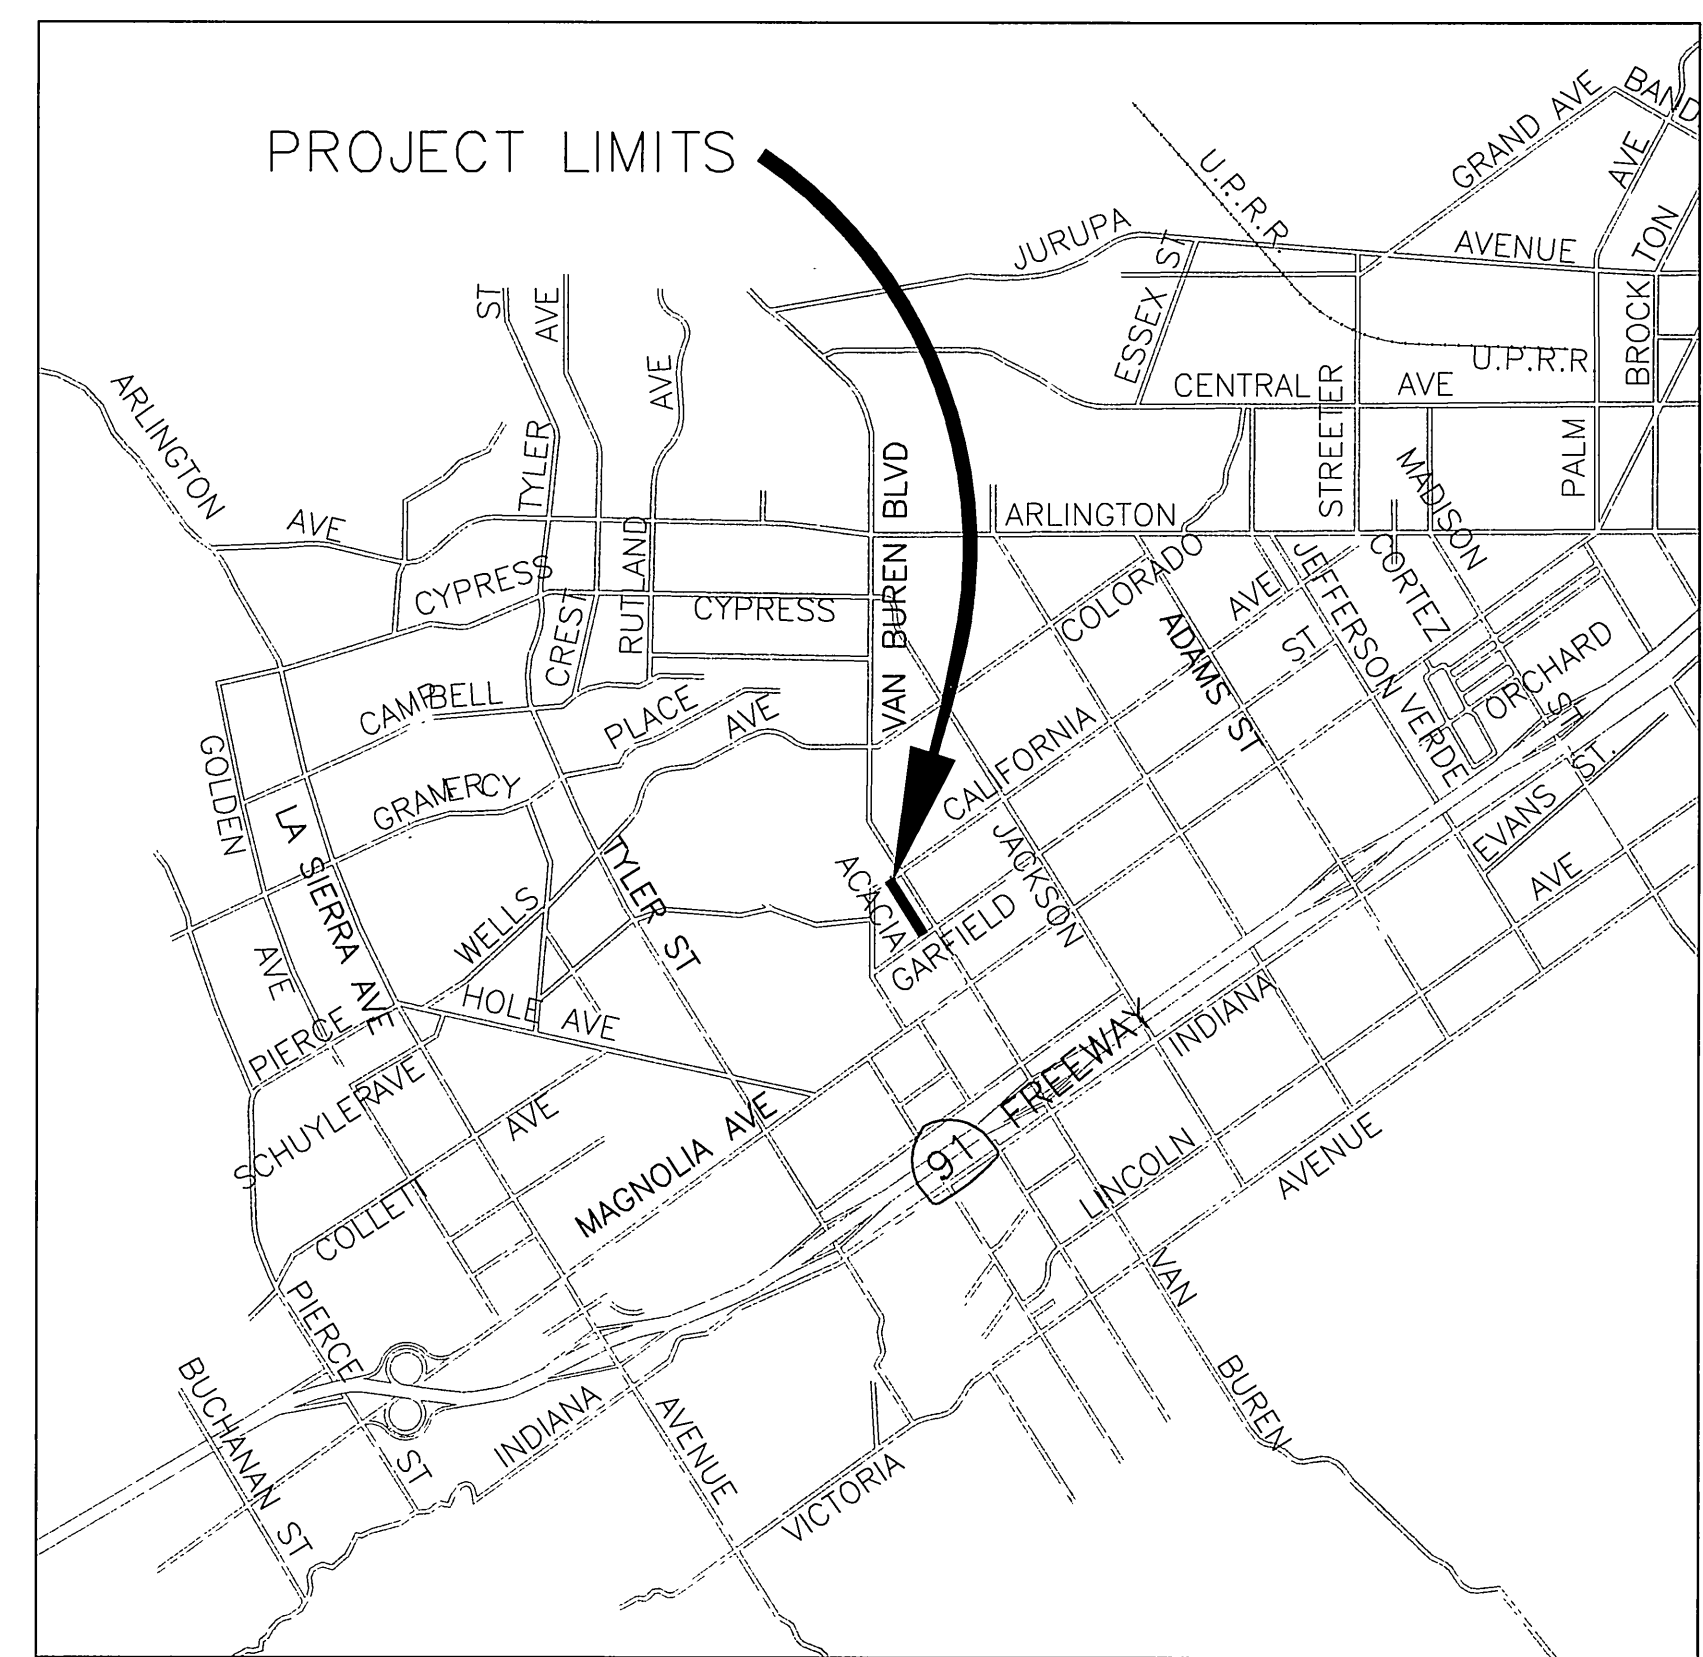 PROJECT LIMITS
GRAND AVE
BAND
AVE
U.P.R.R.
JURUPA
AVENUE
ESSEX ST
BROCK TON
ST
AVE
AVE
U.P.R.R.
CENTRAL
AVE
STREETER
PALM
MADISON
ARLINGTON
AVE
TYLER
VAN BUREN BLVD
ARLINGTON
CYPRESS
CREST
RUTLAND
CYPRESS
COLORADO
AVE
ADAMS ST
ST
JEFFERSON
CORTEZ
VERDE
ORCHARD
ST
CAMPBELL
PLACE
AVE
GOLDEN
AVE
GRAMERCY
CALIFORNIA
EVANS ST.
AVE
LA SIERRA AVE
TYLER ST
WELLS
ACACIA
JACKSON
GARFIELD
HOLE AVE
PIERCE
SCHUYLER AVE
AVE
COLLETT
MAGNOLIA AVE
FREEWAY
91
INDIANA
LINCOLN
AVENUE
VAN
BUREN
PIERCE
ST
BUCHANAN
ST
INDIANA
AVENUE
VICTORIA